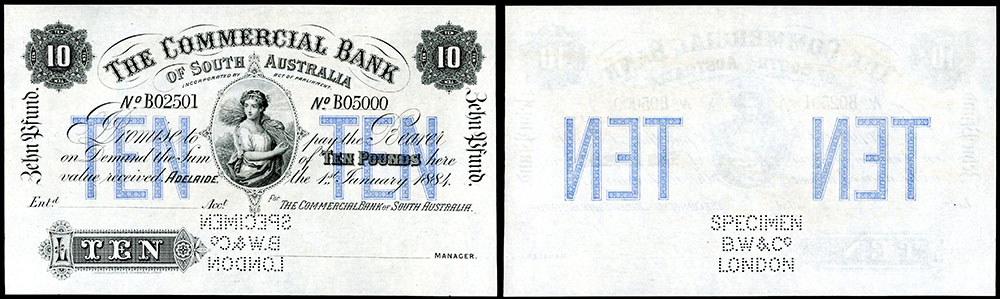 10 10
THE COMMERCIAL BANK
OF SOUTH AUSTRALIA
INCORPORATED BY ACT OF PARLIAMENT.
No B02501 No B05000
Zehn Pfund.
Zehn Pfund.
TEN TEN
Promise to pay the Bearer
on Demand the Sum of TEN POUNDS here
value received. ADELAIDE. the 1st January 1884.
Entd. Acct. For THE COMMERCIAL BANK OF SOUTH AUSTRALIA.
SPECIMEN
B.W & Co
LONDON
£ TEN
MANAGER.
TEN TEN
SPECIMEN
B.W & Co
LONDON